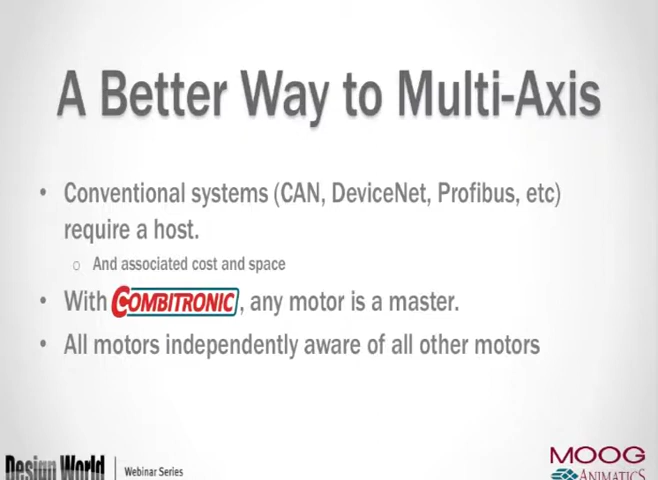 A Better Way to Multi-Axis
• Conventional systems (CAN, DeviceNet, Profibus, etc)
require a host.
o And associated cost and space
• With COMBITRONIC, any motor is a master.
• All motors independently aware of all other motors
Design World
Webinar Series
MOOG
ANIMATICS